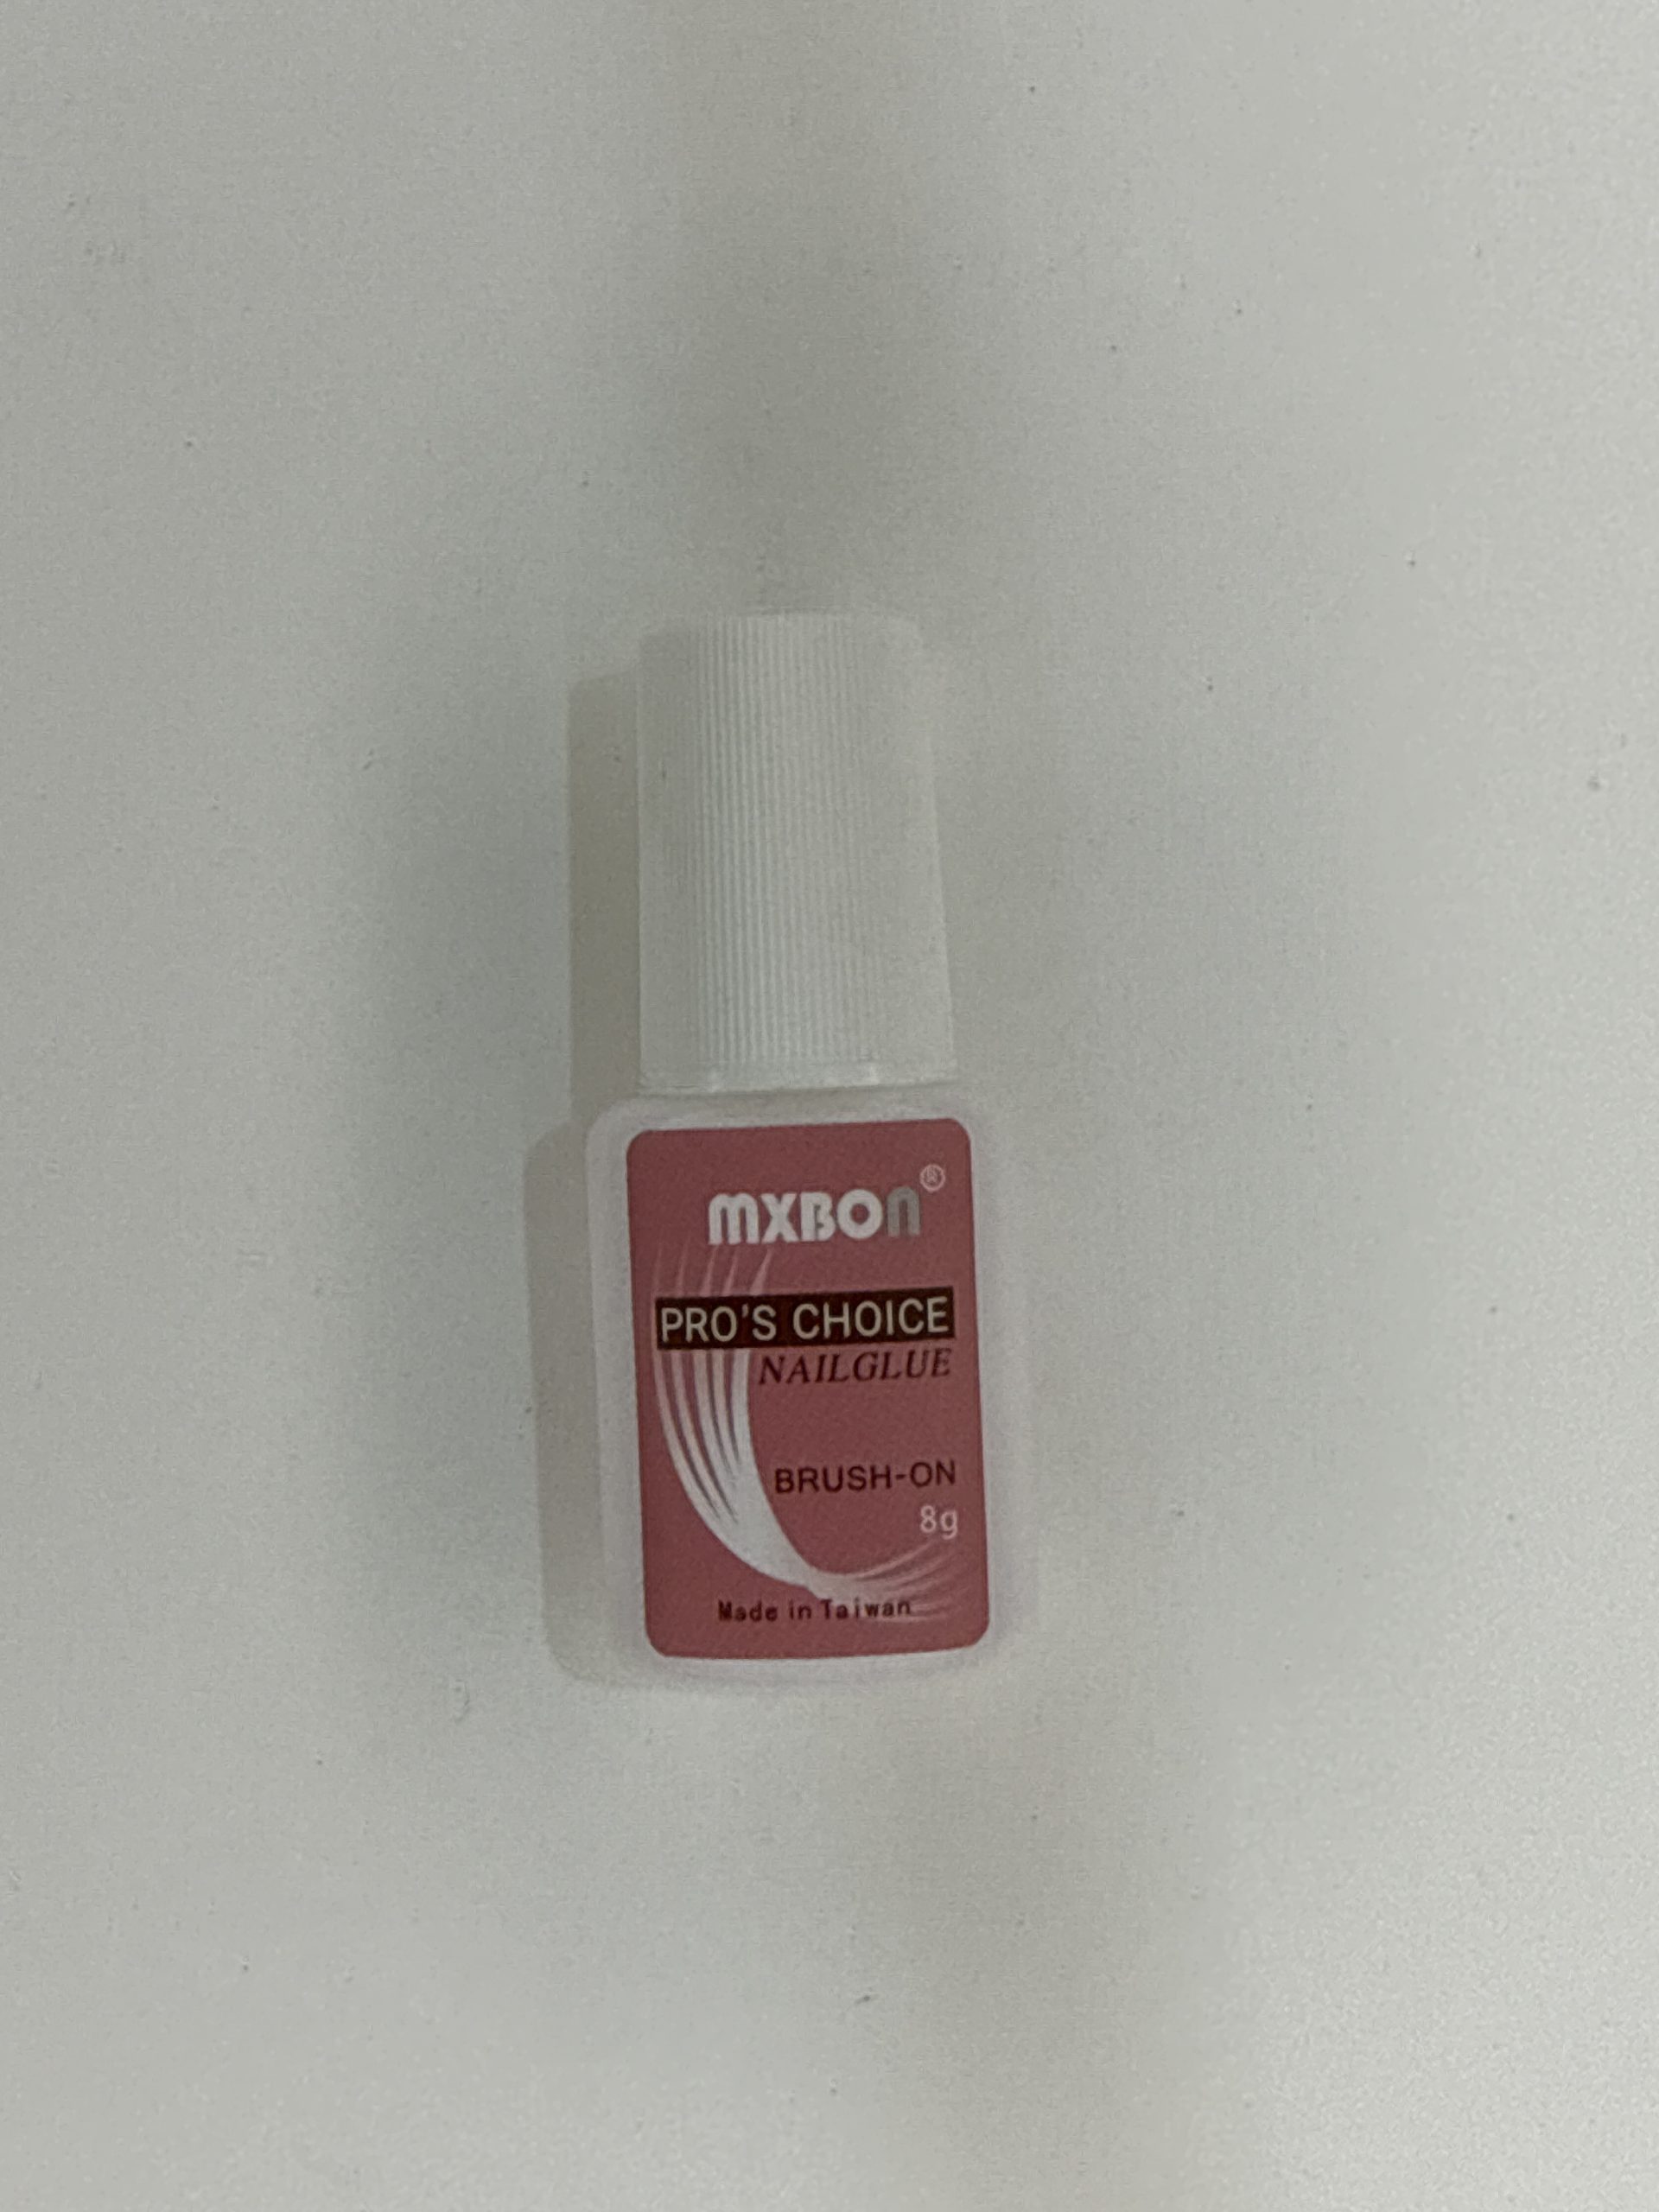 MXBON®
PRO'S CHOICE
NAILGLUE
BRUSH-ON
8g
Made in Taiwan